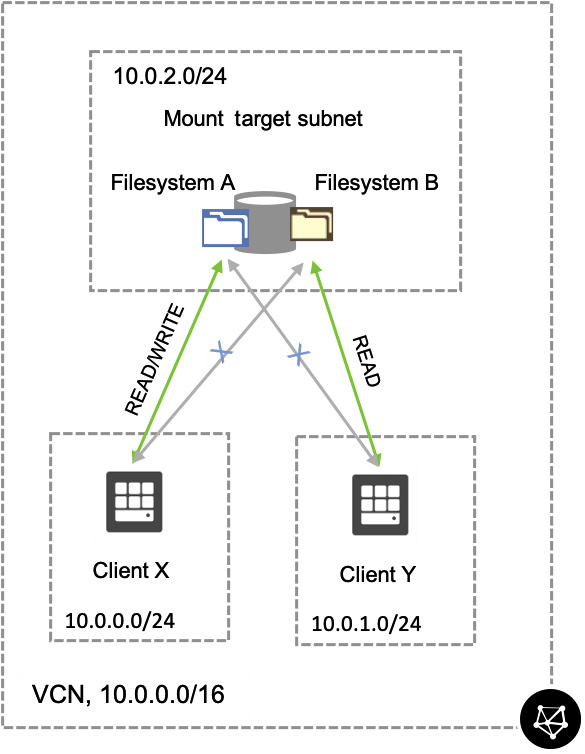 10.0.2.0/24
Mount target subnet
Filesystem A
Filesystem B
READ/WRITE
READ
Client X
Client Y
10.0.0.0/24
10.0.1.0/24
VCN, 10.0.0.0/16